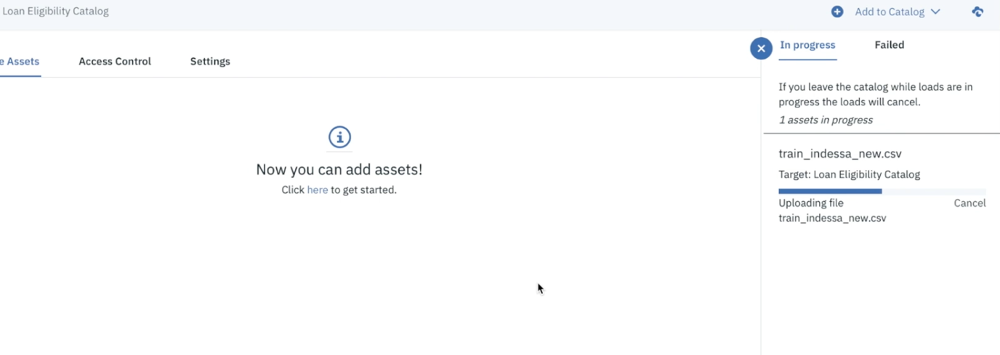 Loan Eligibility Catalog
Add to Catalog
e Assets
Access Control
Settings
Now you can add assets!
Click here to get started.
In progress
Failed
If you leave the catalog while loads are in
progress the loads will cancel.
1 assets in progress
train_indessa_new.csv
Target: Loan Eligibility Catalog
Uploading file
Cancel
train_indessa_new.csv